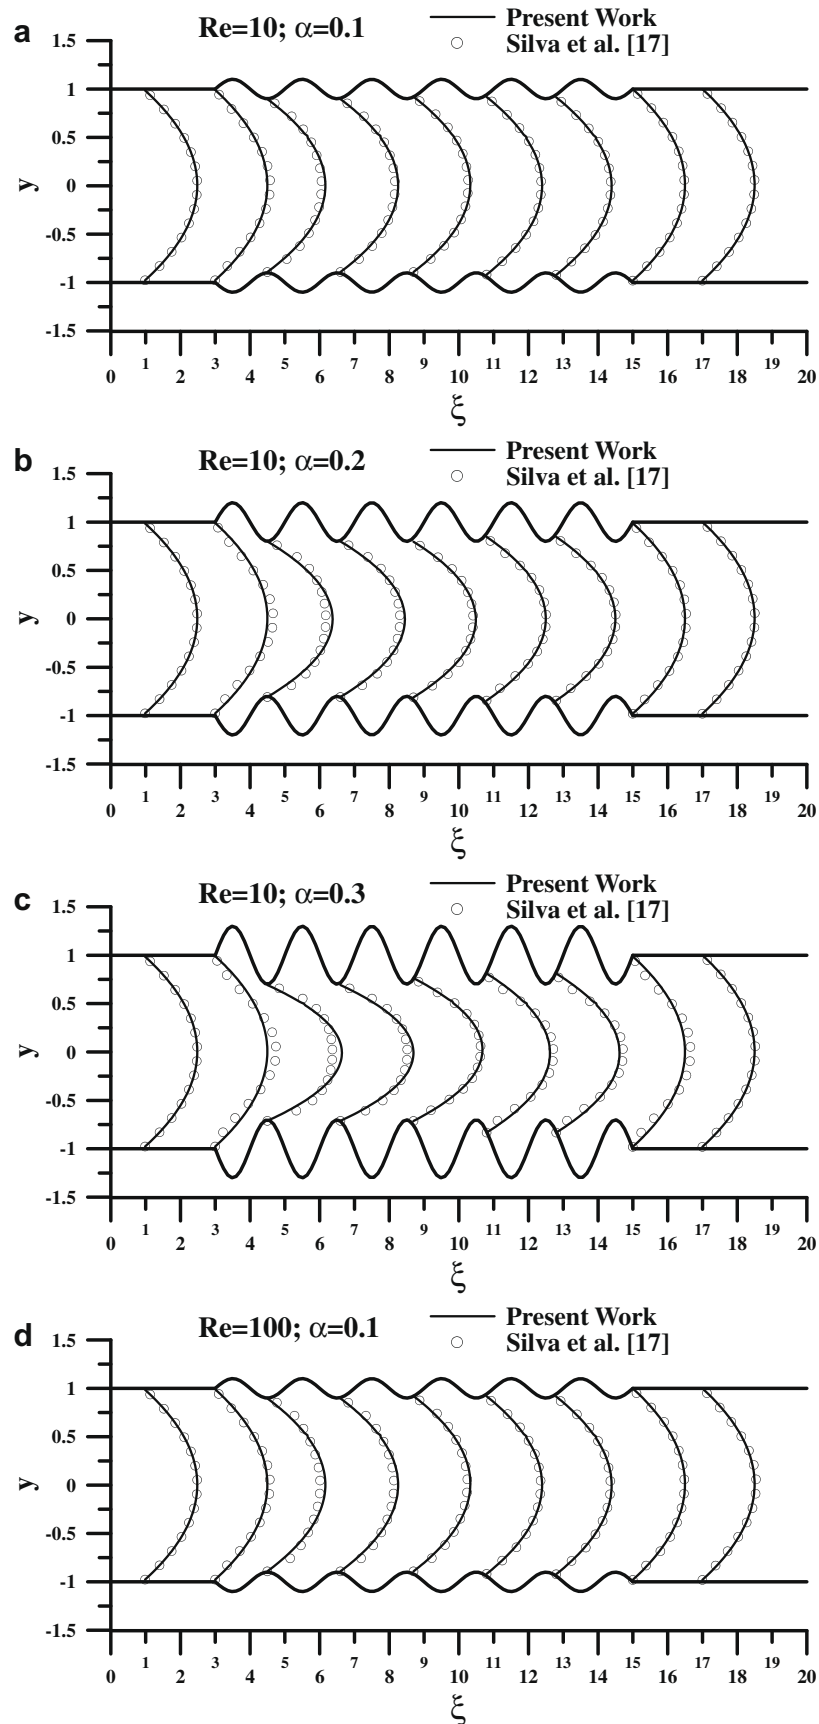 a
Re=10; α=0.1
Present Work
Silva et al. [17]
1.5
1
0.5
0
-0.5
-1
-1.5
y
1 3 5 7 9 11 13 15 17 19
0 2 4 6 8 10 12 14 16 18 20
ξ
b
Re=10; α=0.2
Present Work
Silva et al. [17]
1.5
1
0.5
0
-0.5
-1
-1.5
y
1 3 5 7 9 11 13 15 17 19
0 2 4 6 8 10 12 14 16 18 20
ξ
c
Re=10; α=0.3
Present Work
Silva et al. [17]
1.5
1
0.5
0
-0.5
-1
-1.5
y
1 3 5 7 9 11 13 15 17 19
0 2 4 6 8 10 12 14 16 18 20
ξ
d
Re=100; α=0.1
Present Work
Silva et al. [17]
1.5
1
0.5
0
-0.5
-1
-1.5
y
1 3 5 7 9 11 13 15 17 19
0 2 4 6 8 10 12 14 16 18 20
ξ